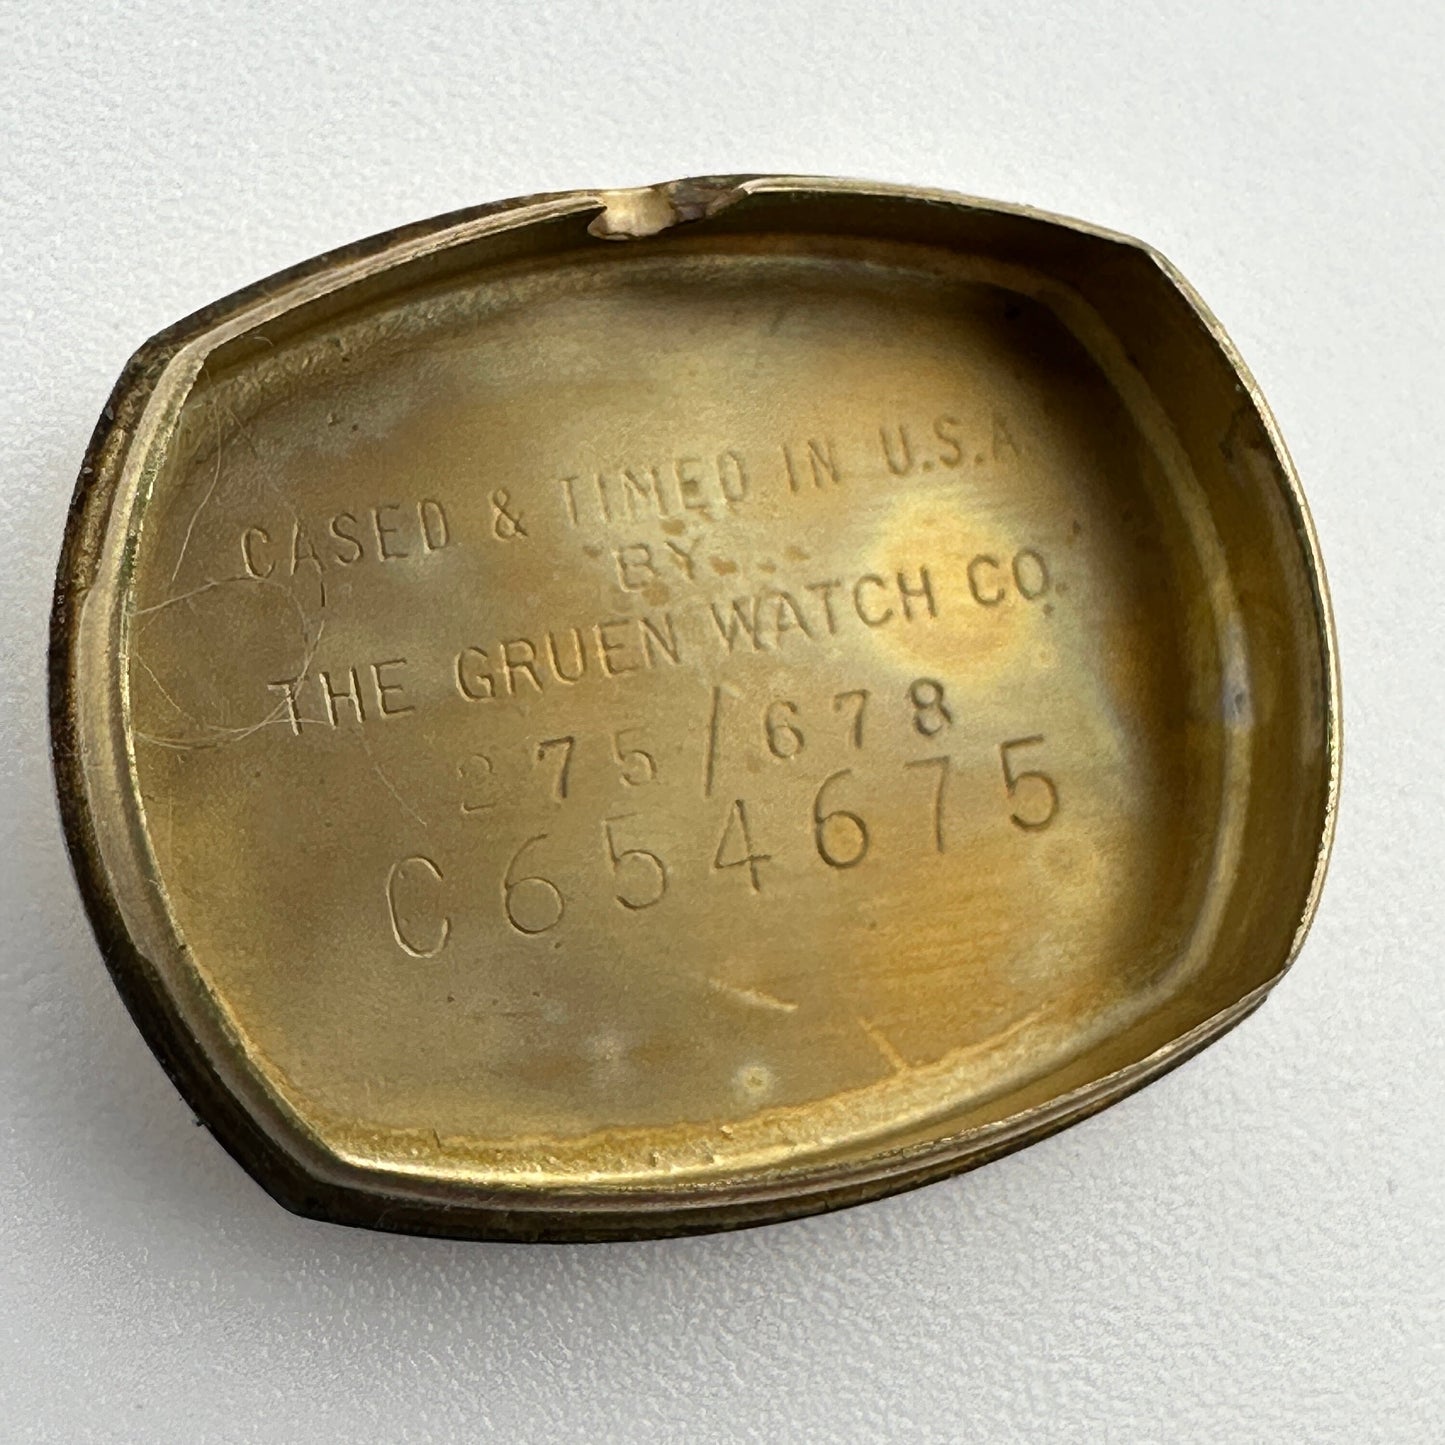 CASED & TIMED IN U.S.A.
BY...
THE GRUEN WATCH CO.
275/678
C654675